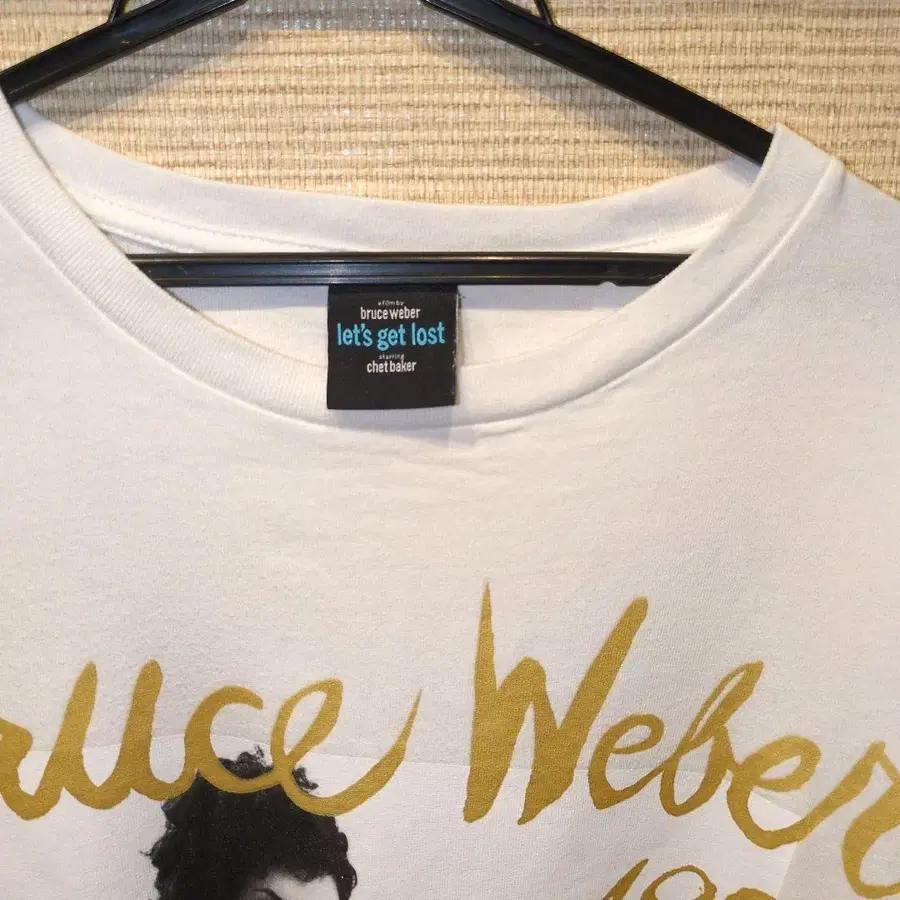 a film by
bruce weber
let's get lost
starring
chet baker
ruce Weber